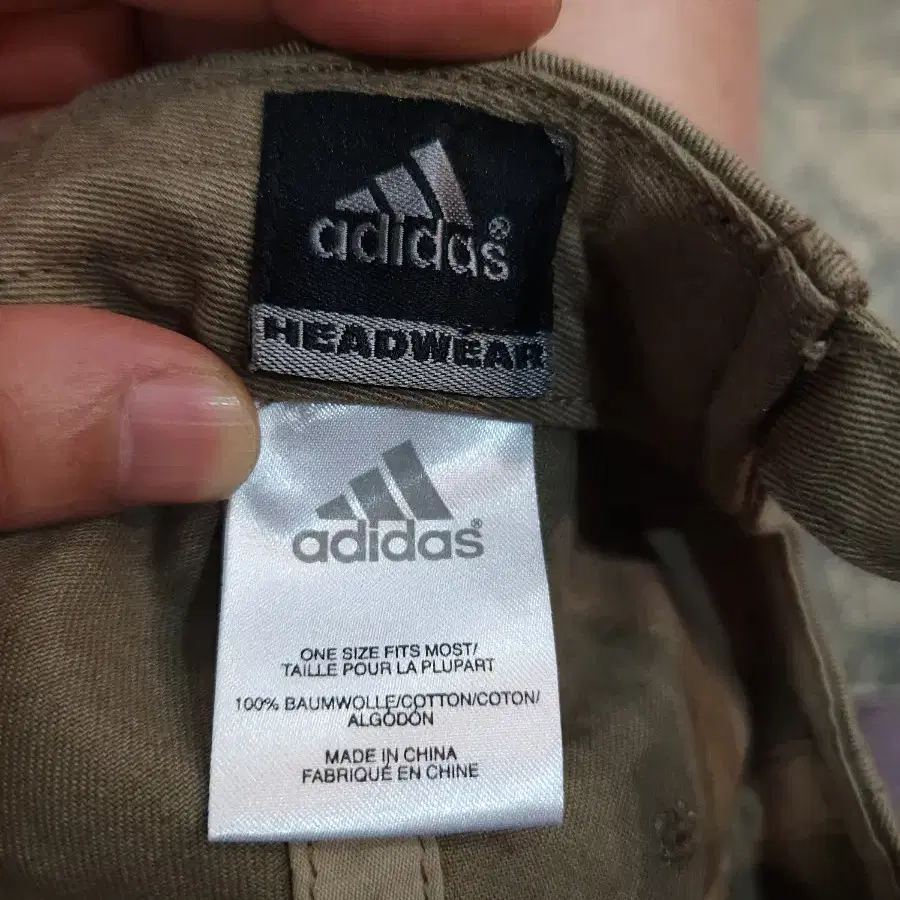 adidas®
HEADWEAR
adidas®
ONE SIZE FITS MOST/
TAILLE POUR LA PLUPART
100% BAUMWOLLE/COTTON/COTON/
ALGODÓN
MADE IN CHINA
FABRIQUÉ EN CHINE